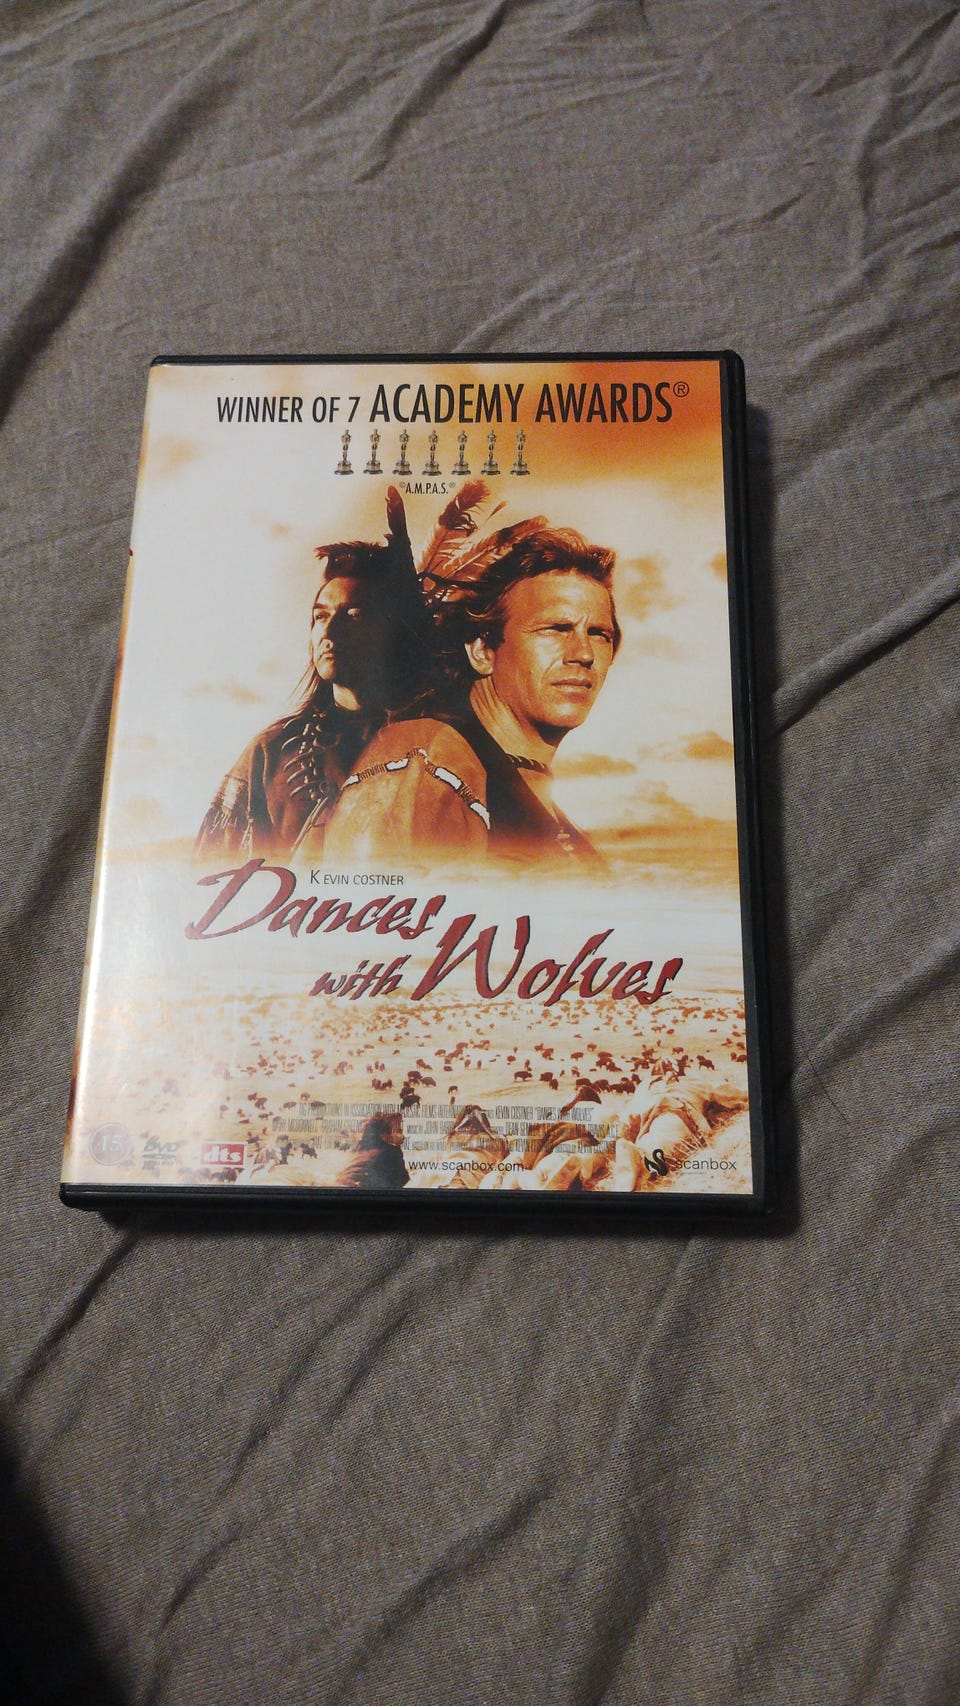 WINNER OF 7 ACADEMY AWARDS®
©A.M.P.A.S.®
KEVIN COSTNER
Dances
with Wolves
15
DVD
dts
www.scanbox.com
scanbox